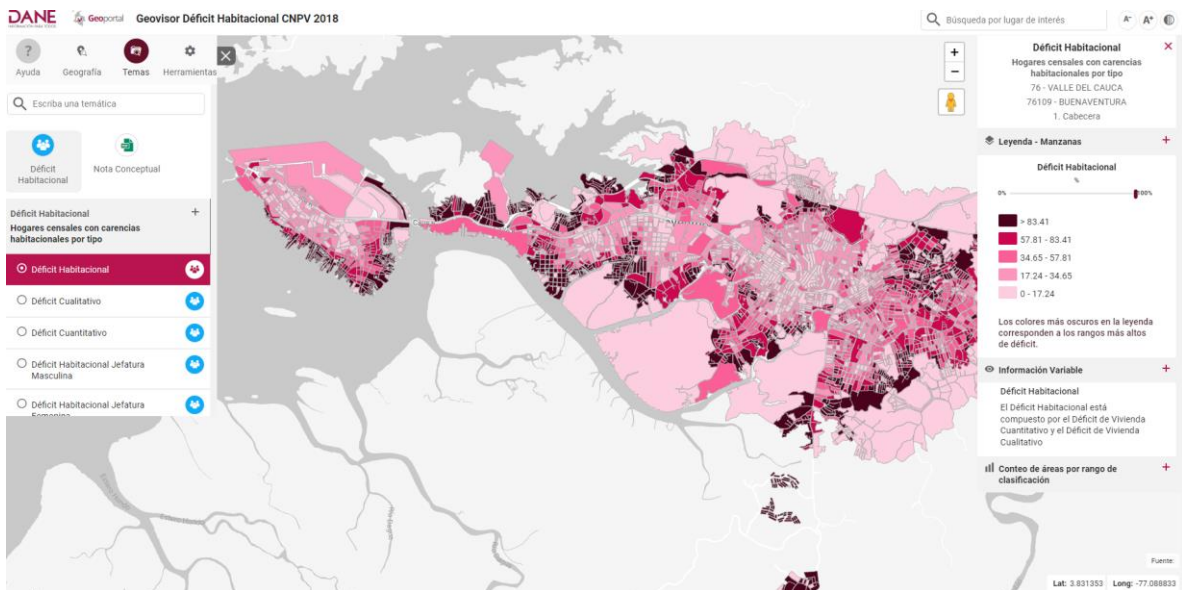 DANE
INFORMACIÓN PARA TODOS
Geoportal
Geovisor Déficit Habitacional CNPV 2018
Búsqueda por lugar de interés
A-
A+
?
Ayuda
Geografía
Temas
Herramientas
Escriba una temática
Déficit
Habitacional
Nota Conceptual
Déficit Habitacional
+
Hogares censales con carencias
habitacionales por tipo
Déficit Habitacional
Déficit Cualitativo
Déficit Cuantitativo
Déficit Habitacional Jefatura
Masculina
Déficit Habitacional Jefatura
Femenina
+
−
Estero Hondo
Déficit Habitacional
×
Hogares censales con carencias
habitacionales por tipo
76 - VALLE DEL CAUCA
76109 - BUENAVENTURA
1. Cabecera
Leyenda - Manzanas
+
Déficit Habitacional
%
0%
100%
> 83.41
57.81 - 83.41
34.65 - 57.81
17.24 - 34.65
0 - 17.24
Los colores más oscuros en la leyenda
corresponden a los rangos más altos
de déficit.
Información Variable
+
Déficit Habitacional
El Déficit Habitacional está
compuesto por el Déficit de Vivienda
Cuantitativo y el Déficit de Vivienda
Cualitativo
Conteo de áreas por rango de
clasificación
+
Fuente:
Lat: 3.831353 Long: -77.088833